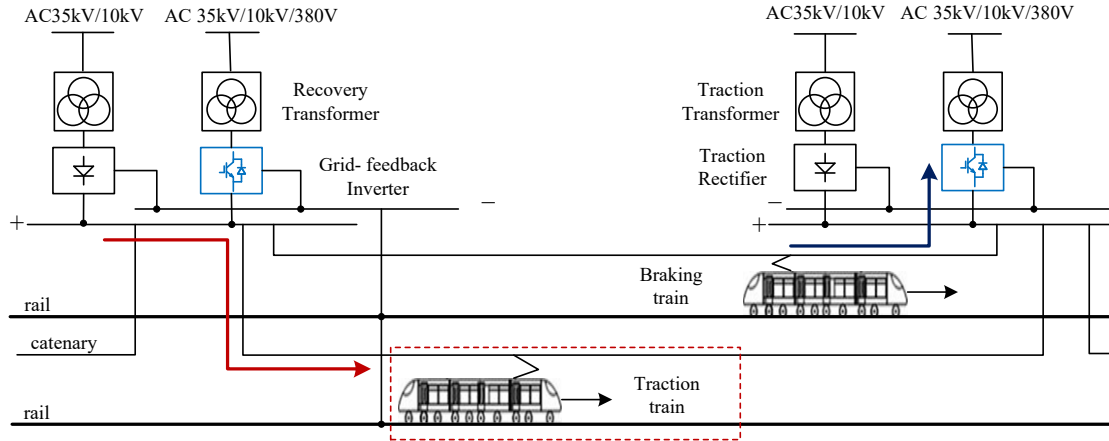 AC35kV/10kV
AC 35kV/10kV/380V
AC35kV/10kV
AC 35kV/10kV/380V
Recovery
Transformer
Traction
Transformer
Grid- feedback
Inverter
Traction
Rectifier
−
−
+
+
Braking
train
rail
catenary
Traction
train
rail